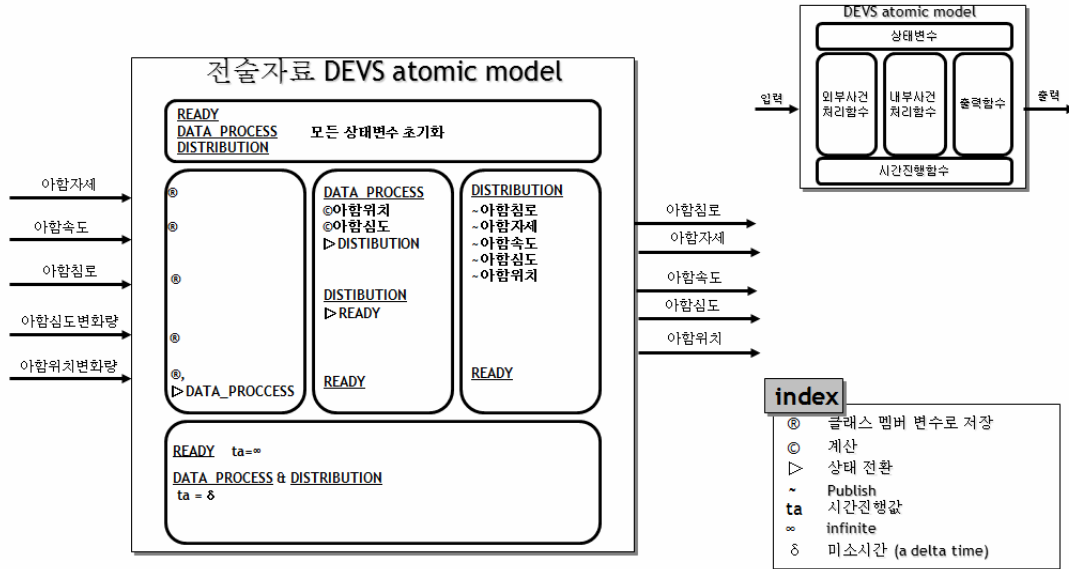 전술자료 DEVS atomic model
READY
DATA_PROCESS 모든 상태변수 초기화
DISTRIBUTION
아함자세
아함속도
아함침로
아함심도변화량
아함위치변화량
®
®
®
®
®,
▷DATA_PROCCESS
DATA_PROCESS
©아함위치
©아함심도
▷DISTIBUTION
DISTIBUTION
▷READY
READY
DISTRIBUTION
~아함침로
~아함자세
~아함속도
~아함심도
~아함위치
READY
아함침로
아함자세
아함속도
아함심도
아함위치
READY ta=∞
DATA_PROCESS & DISTRIBUTION
ta = δ
DEVS atomic model
상태변수
입력
외부사건
처리함수
내부사건
처리함수
출력함수
출력
시간진행함수
index
® 클래스 멤버 변수로 저장
© 계산
▷ 상태 전환
~ Publish
ta 시간진행값
∞ infinite
δ 미소시간 (a delta time)